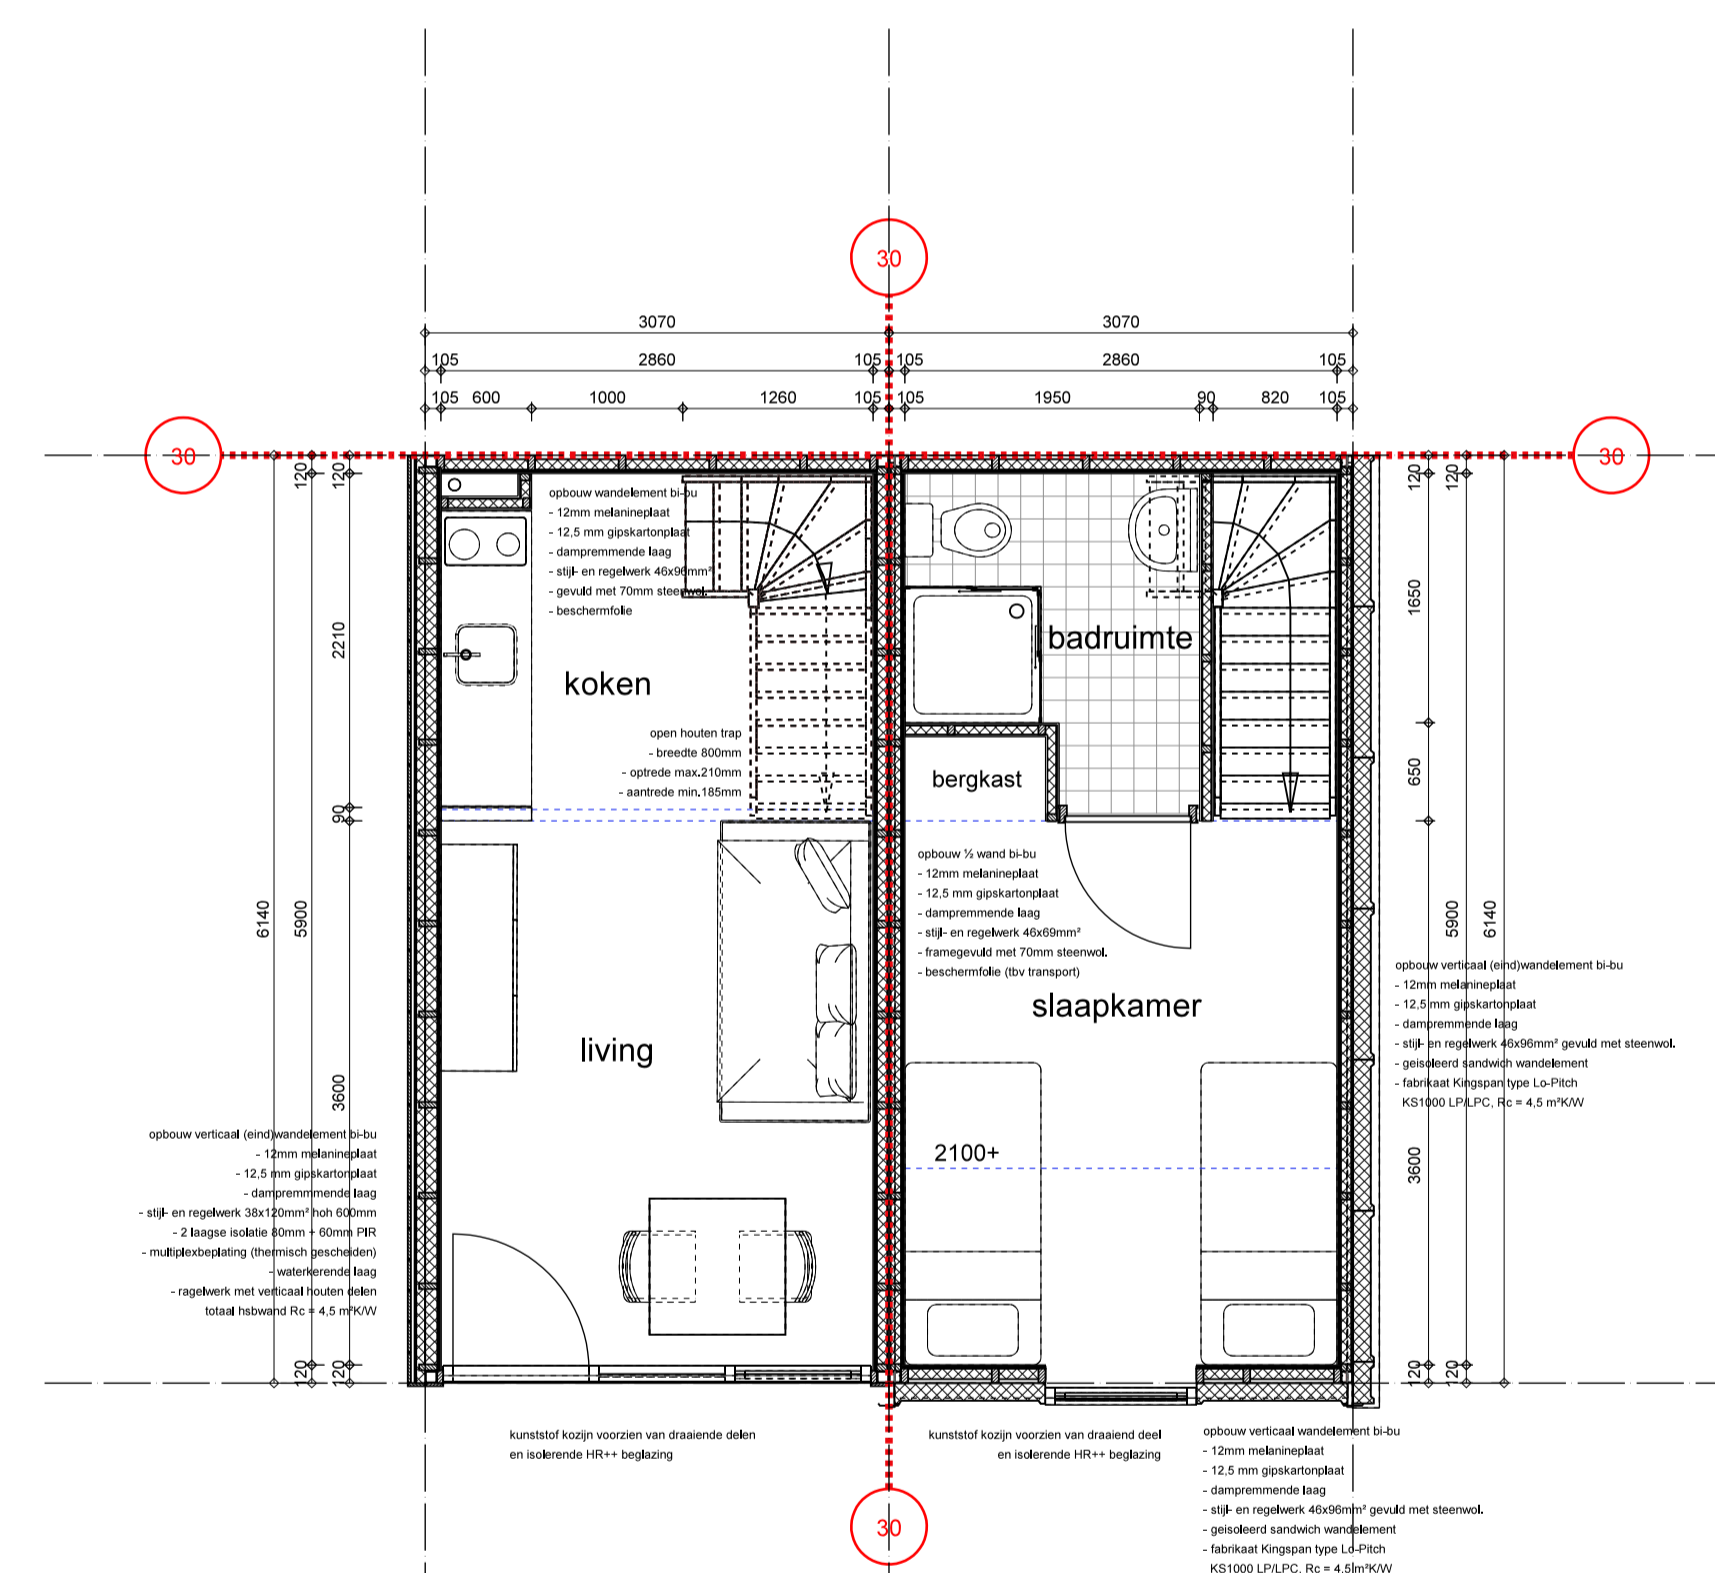 30
3070 3070
105 2860 105 105 2860 105
105 600 1000 1260 105 105 1950 90 820 105
30
30
120
120
120
120
opbouw wandelement bi-bu
- 12mm melanineplaat
- 12,5 mm gipskartonplaat
- dampremmende laag
- stijl- en regelwerk 46x96mm²
- gevuld met 70mm steenwol.
- beschermfolie
2210
1650
badruimte
koken
open houten trap
- breedte 800mm
- optrede max.210mm
- aantrede min.185mm
bergkast
650
90
opbouw ½ wand bi-bu
- 12mm melanineplaat
- 12,5 mm gipskartonplaat
- dampremmende laag
- stijl- en regelwerk 46x69mm²
- framegevuld met 70mm steenwol.
- beschermfolie (tbv transport)
6140
5900
5900
6140
slaapkamer
living
opbouw verticaal (eind)wandelement bi-bu
- 12mm melanineplaat
- 12,5 mm gipskartonplaat
- dampremmende laag
- stijl- en regelwerk 46x96mm² gevuld met steenwol.
- geisoleerd sandwich wandelement
- fabrikaat Kingspan type Lo-Pitch
KS1000 LP/LPC, Rc = 4,5 m²K/W
3600
3600
2100+
opbouw verticaal (eind)wandelement bi-bu
- 12mm melanineplaat
- 12,5 mm gipskartonplaat
- dampremmmende laag
- stijl- en regelwerk 38x120mm² hoh 600mm
- 2 laagse isolatie 80mm + 60mm PIR
- multiplexbeplating (thermisch gescheiden)
- waterkerende laag
- ragelwerk met verticaal houten delen
totaal hsbwand Rc = 4,5 m²K/W
120
120
120
120
kunststof kozijn voorzien van draaiende delen
en isolerende HR++ beglazing
kunststof kozijn voorzien van draaiend deel
en isolerende HR++ beglazing
30
opbouw verticaal wandelement bi-bu
- 12mm melanineplaat
- 12,5 mm gipskartonplaat
- dampremmende laag
- stijl- en regelwerk 46x96mm² gevuld met steenwol.
- geisoleerd sandwich wandelement
- fabrikaat Kingspan type Lo-Pitch
KS1000 LP/LPC, Rc = 4,5 m²K/W